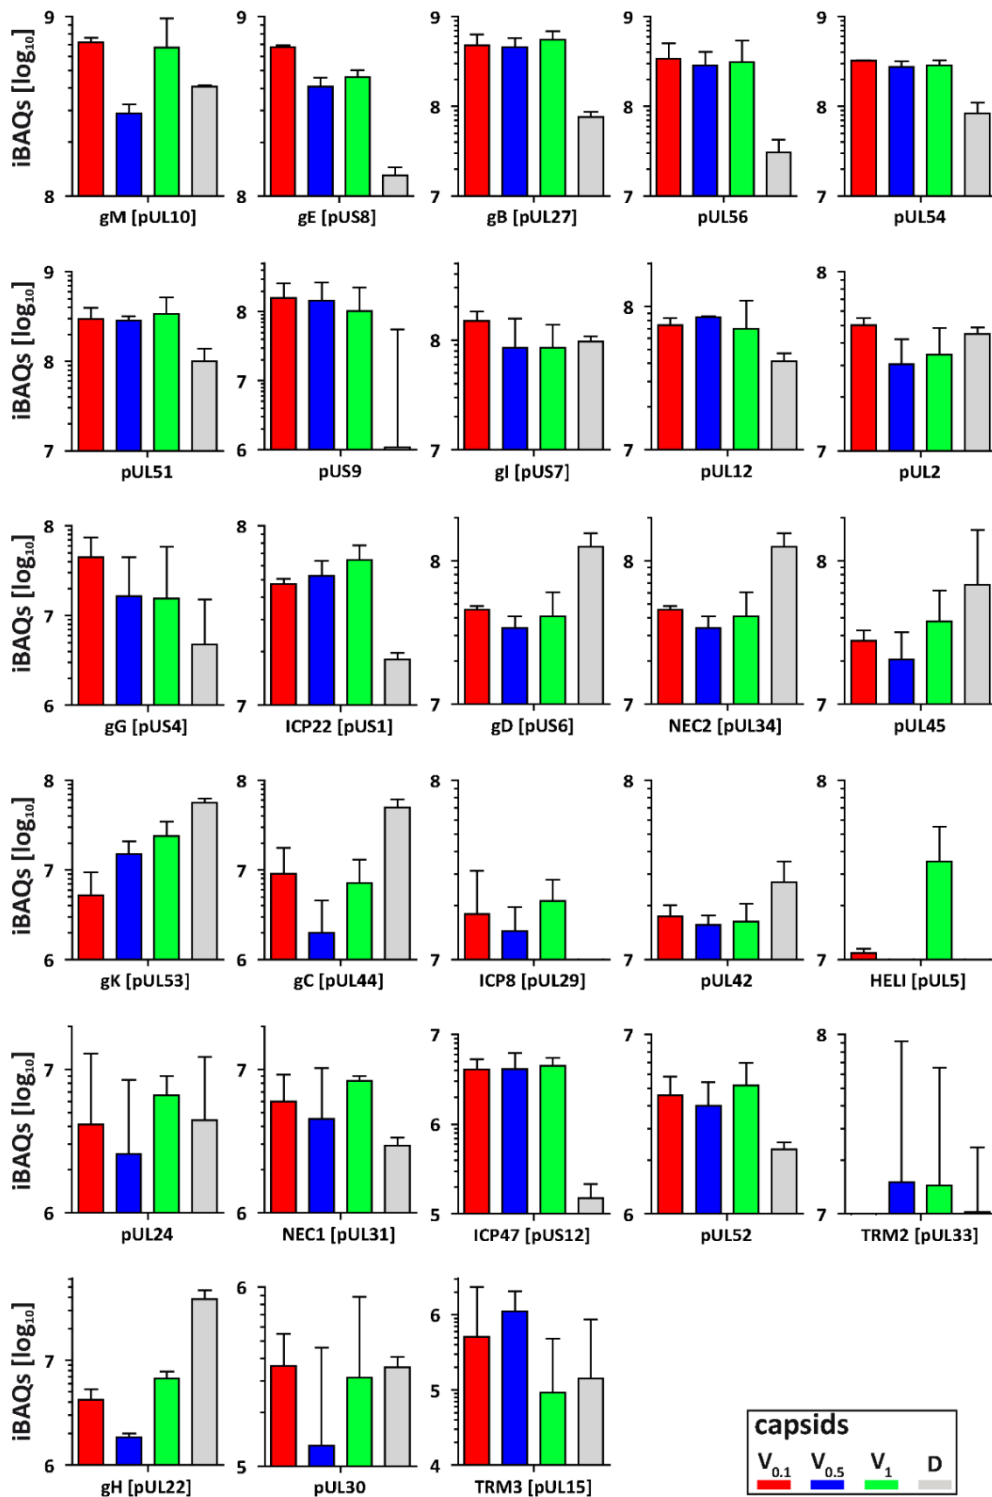 iBAQs [log10]
9 9 9 9 9
8 8 8
8 8 7 7 7
gM [pUL10] gE [pUS8] gB [pUL27] pUL56 pUL54
iBAQs [log10]
9 8 8 8 8
8 7
7 6 7 7 7
pUL51 pUS9 gI [pUS7] pUL12 pUL2
iBAQs [log10]
8 8 8 8 8
7
6 7 7 7 7
gG [pUS4] ICP22 [pUS1] gD [pUS6] NEC2 [pUL34] pUL45
iBAQs [log10]
8 8 8 8 8
7 7
6 6 7 7 7
gK [pUL53] gC [pUL44] ICP8 [pUL29] pUL42 HELI [pUL5]
iBAQs [log10]
7 7 7 7 8
6
6 6 5 6 7
pUL24 NEC1 [pUL31] ICP47 [pUS12] pUL52 TRM2 [pUL33]
iBAQs [log10]
7 6 6
5
6 5 4
gH [pUL22] pUL30 TRM3 [pUL15]
capsids
V0.1 V0.5 V1 D